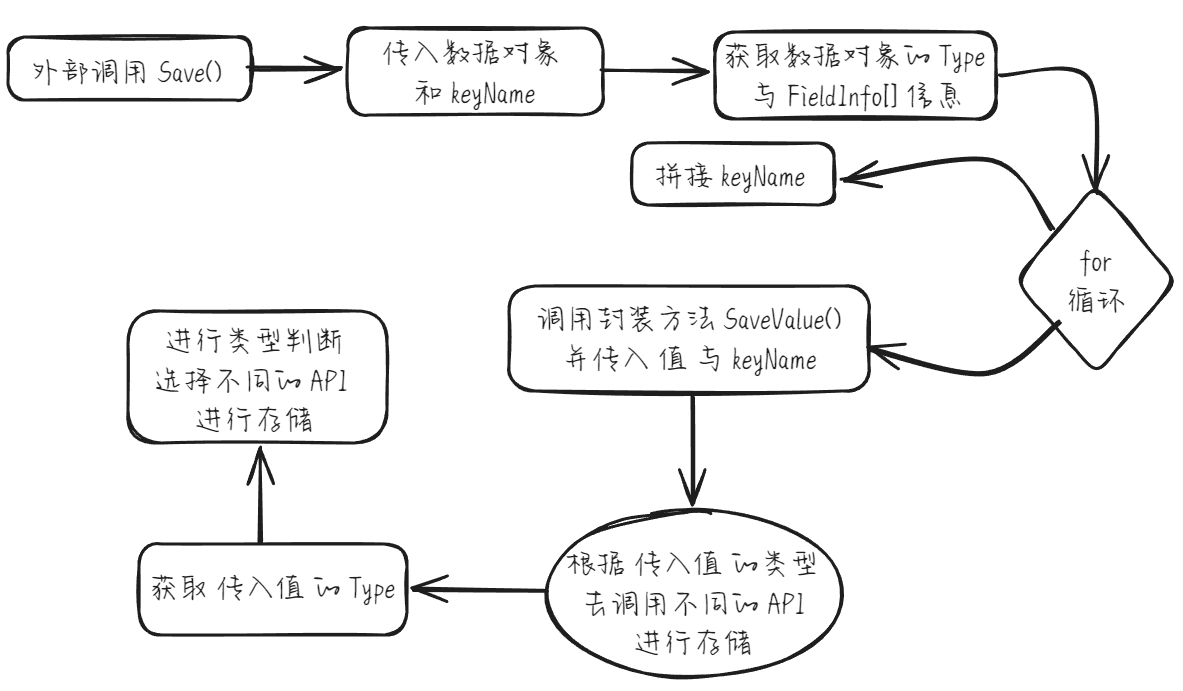 外部调用 Save()
传入数据对象
和 keyName
获取数据对象的 Type
与 FieldInfo[] 信息
拼接 keyName
for
循环
调用封装方法 SaveValue()
并传入 值 与 keyName
进行类型判断
选择不同的 API
进行存储
根据 传入值 的类型
去调用不同的 API
进行存储
获取 传入值 的 Type